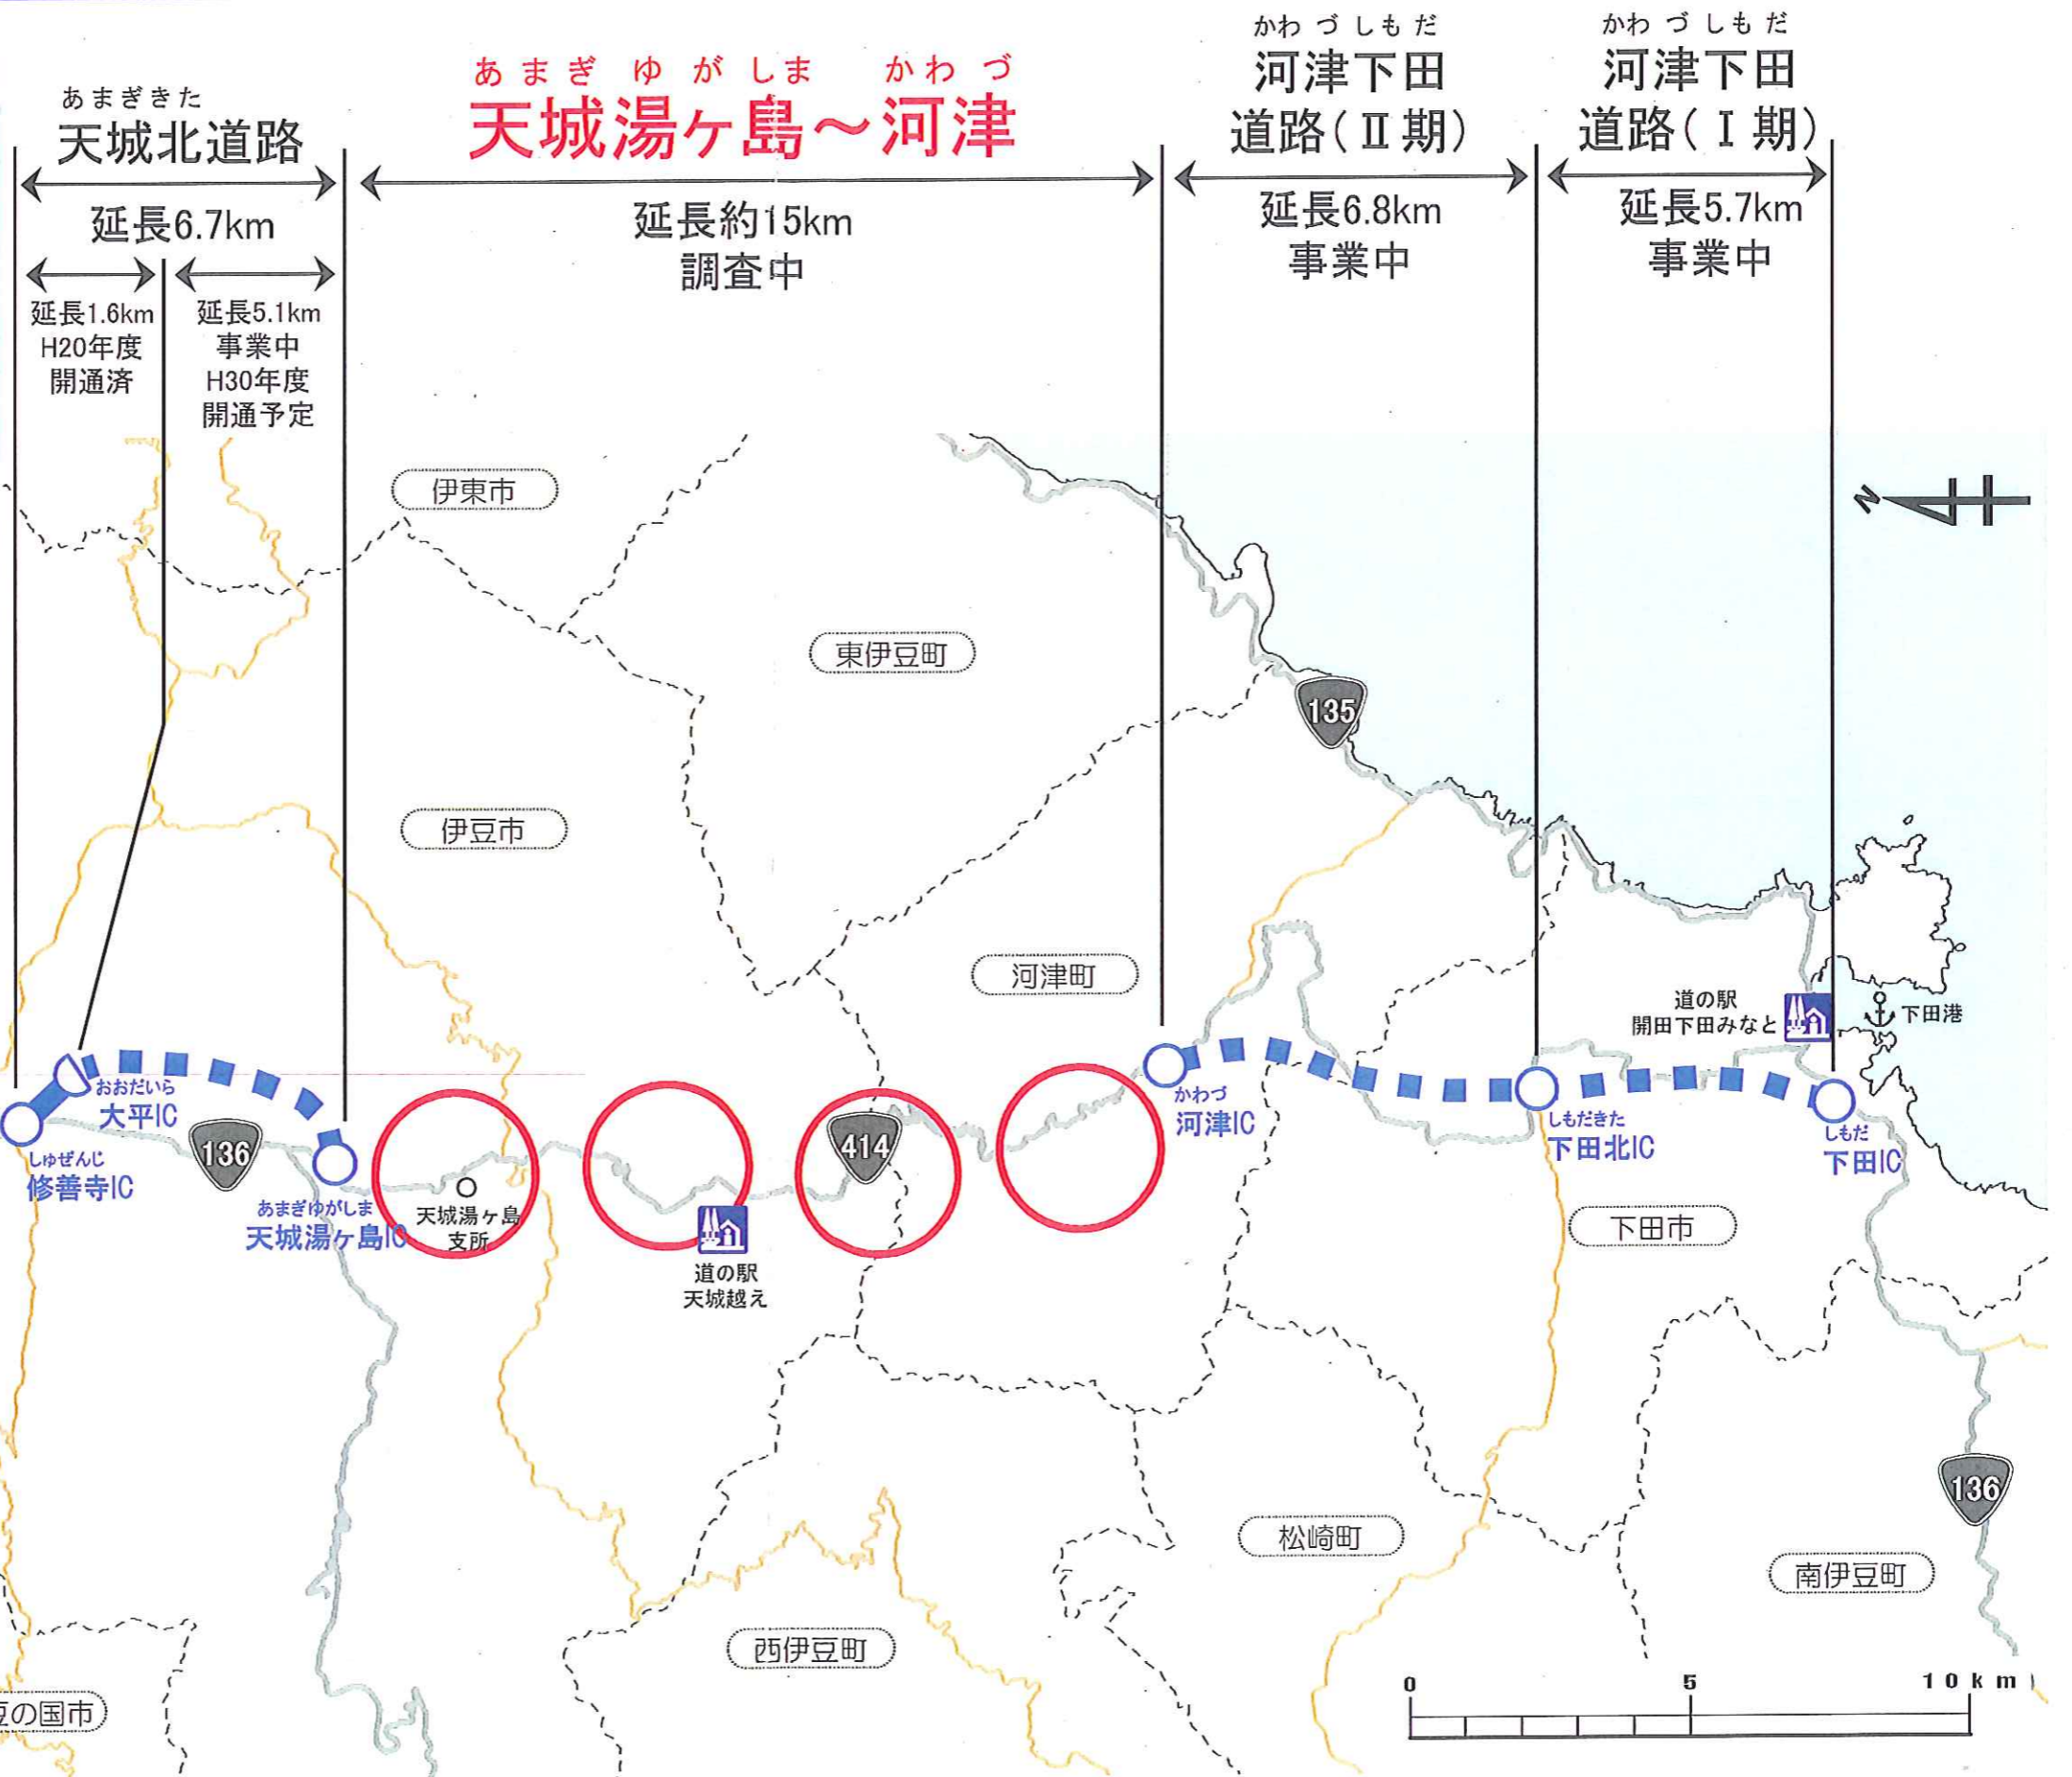 あまぎきた
天城北道路
延長6.7km
延長1.6km
H20年度
開通済
延長5.1km
事業中
H30年度
開通予定
あまぎゆがしま　かわづ
天城湯ヶ島～河津
延長約15km
調査中
かわづしもだ
河津下田
道路(Ⅱ期)
延長6.8km
事業中
かわづしもだ
河津下田
道路(Ⅰ期)
延長5.7km
事業中
伊東市
N
東伊豆町
135
伊豆市
河津町
道の駅
開田下田みなと
下田港
おおだいら
大平IC
しゅぜんじ
修善寺IC
136
あまぎゆがしま
天城湯ヶ島IC
天城湯ヶ島
支所
道の駅
天城越え
414
かわづ
河津IC
しもだきた
下田北IC
しもだ
下田IC
下田市
136
松崎町
南伊豆町
西伊豆町
豆の国市
0 5 10km